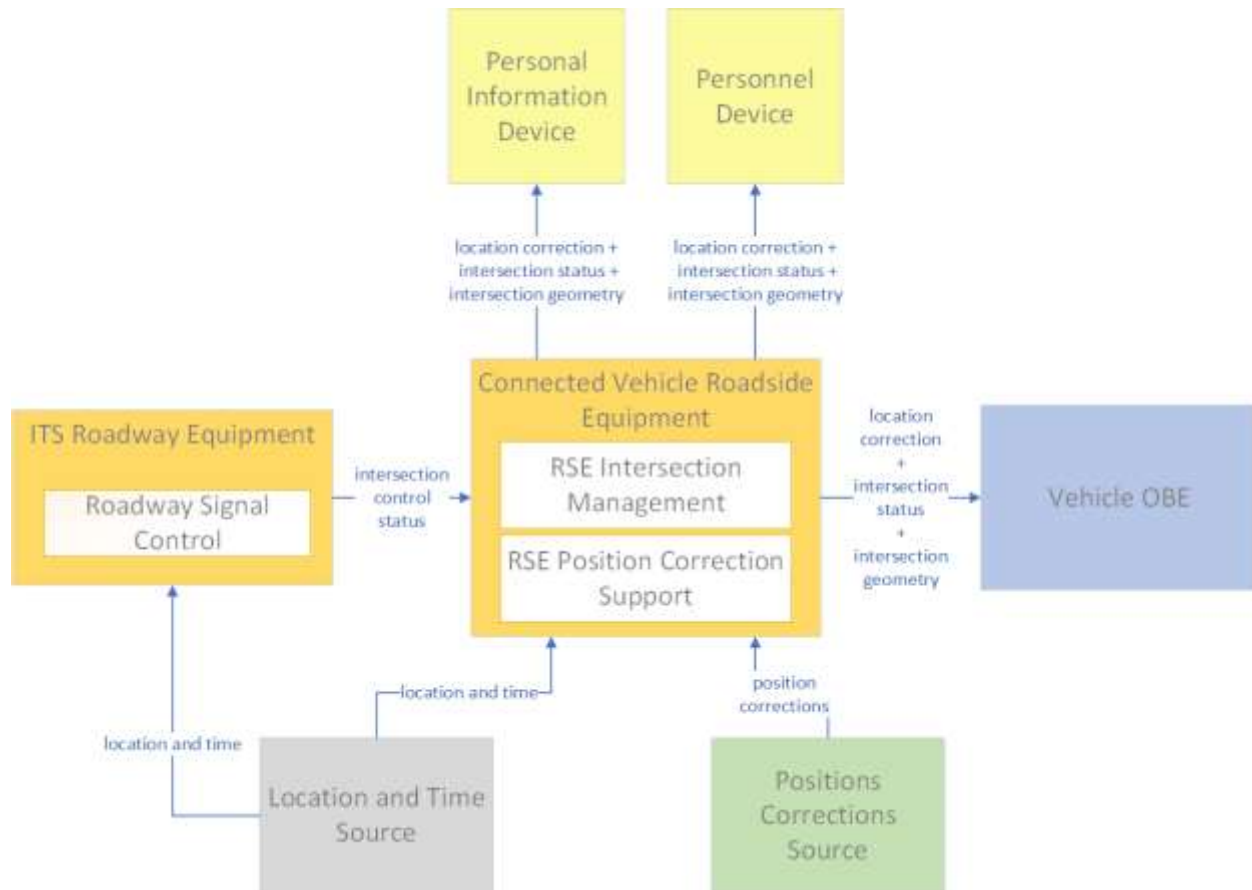 Personal
Information
Device
Personnel
Device
location correction +
intersection status +
intersection geometry
location correction +
intersection status +
intersection geometry
Connected Vehicle Roadside
Equipment
RSE Intersection
Management
RSE Position Correction
Support
ITS Roadway Equipment
Roadway Signal
Control
intersection
control
status
location
correction
+
intersection
status
+
intersection
geometry
Vehicle OBE
location and time
position
corrections
location and time
Location and Time
Source
Positions
Corrections
Source